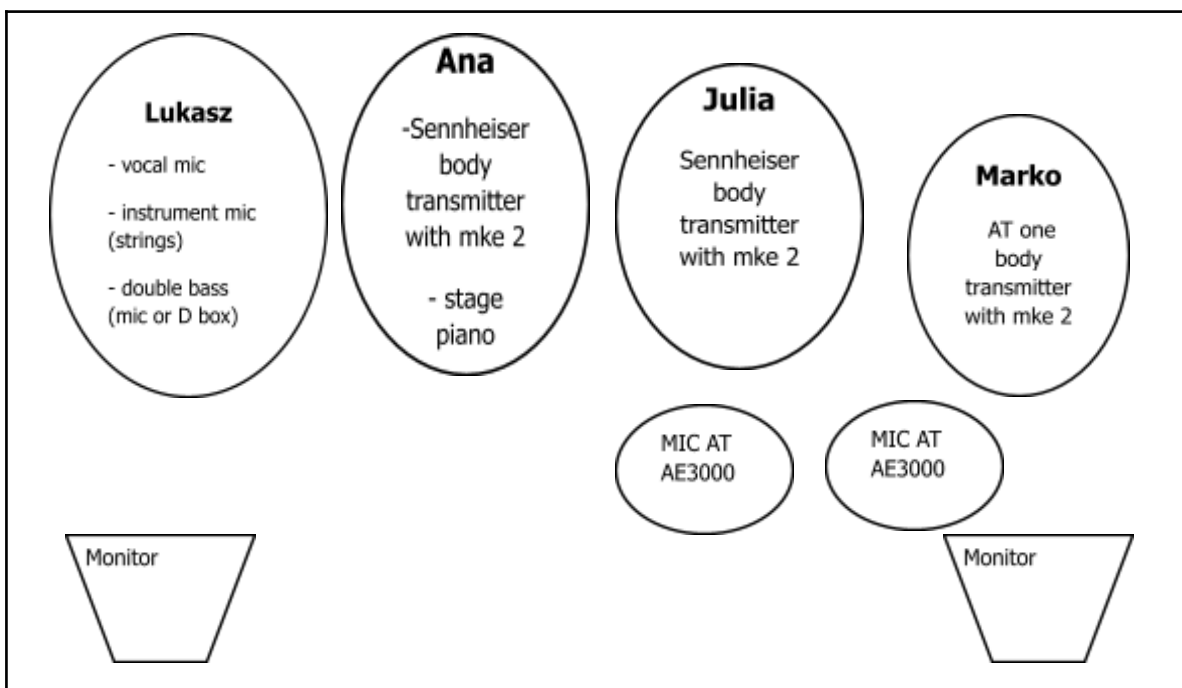 Lukasz
- vocal mic
- instrument mic
(strings)
- double bass
(mic or D box)
Ana
-Sennheiser
body
transmitter
with mke 2
- stage
piano
Julia
Sennheiser
body
transmitter
with mke 2
Marko
AT one
body
transmitter
with mke 2
MIC AT
AE3000
MIC AT
AE3000
Monitor
Monitor